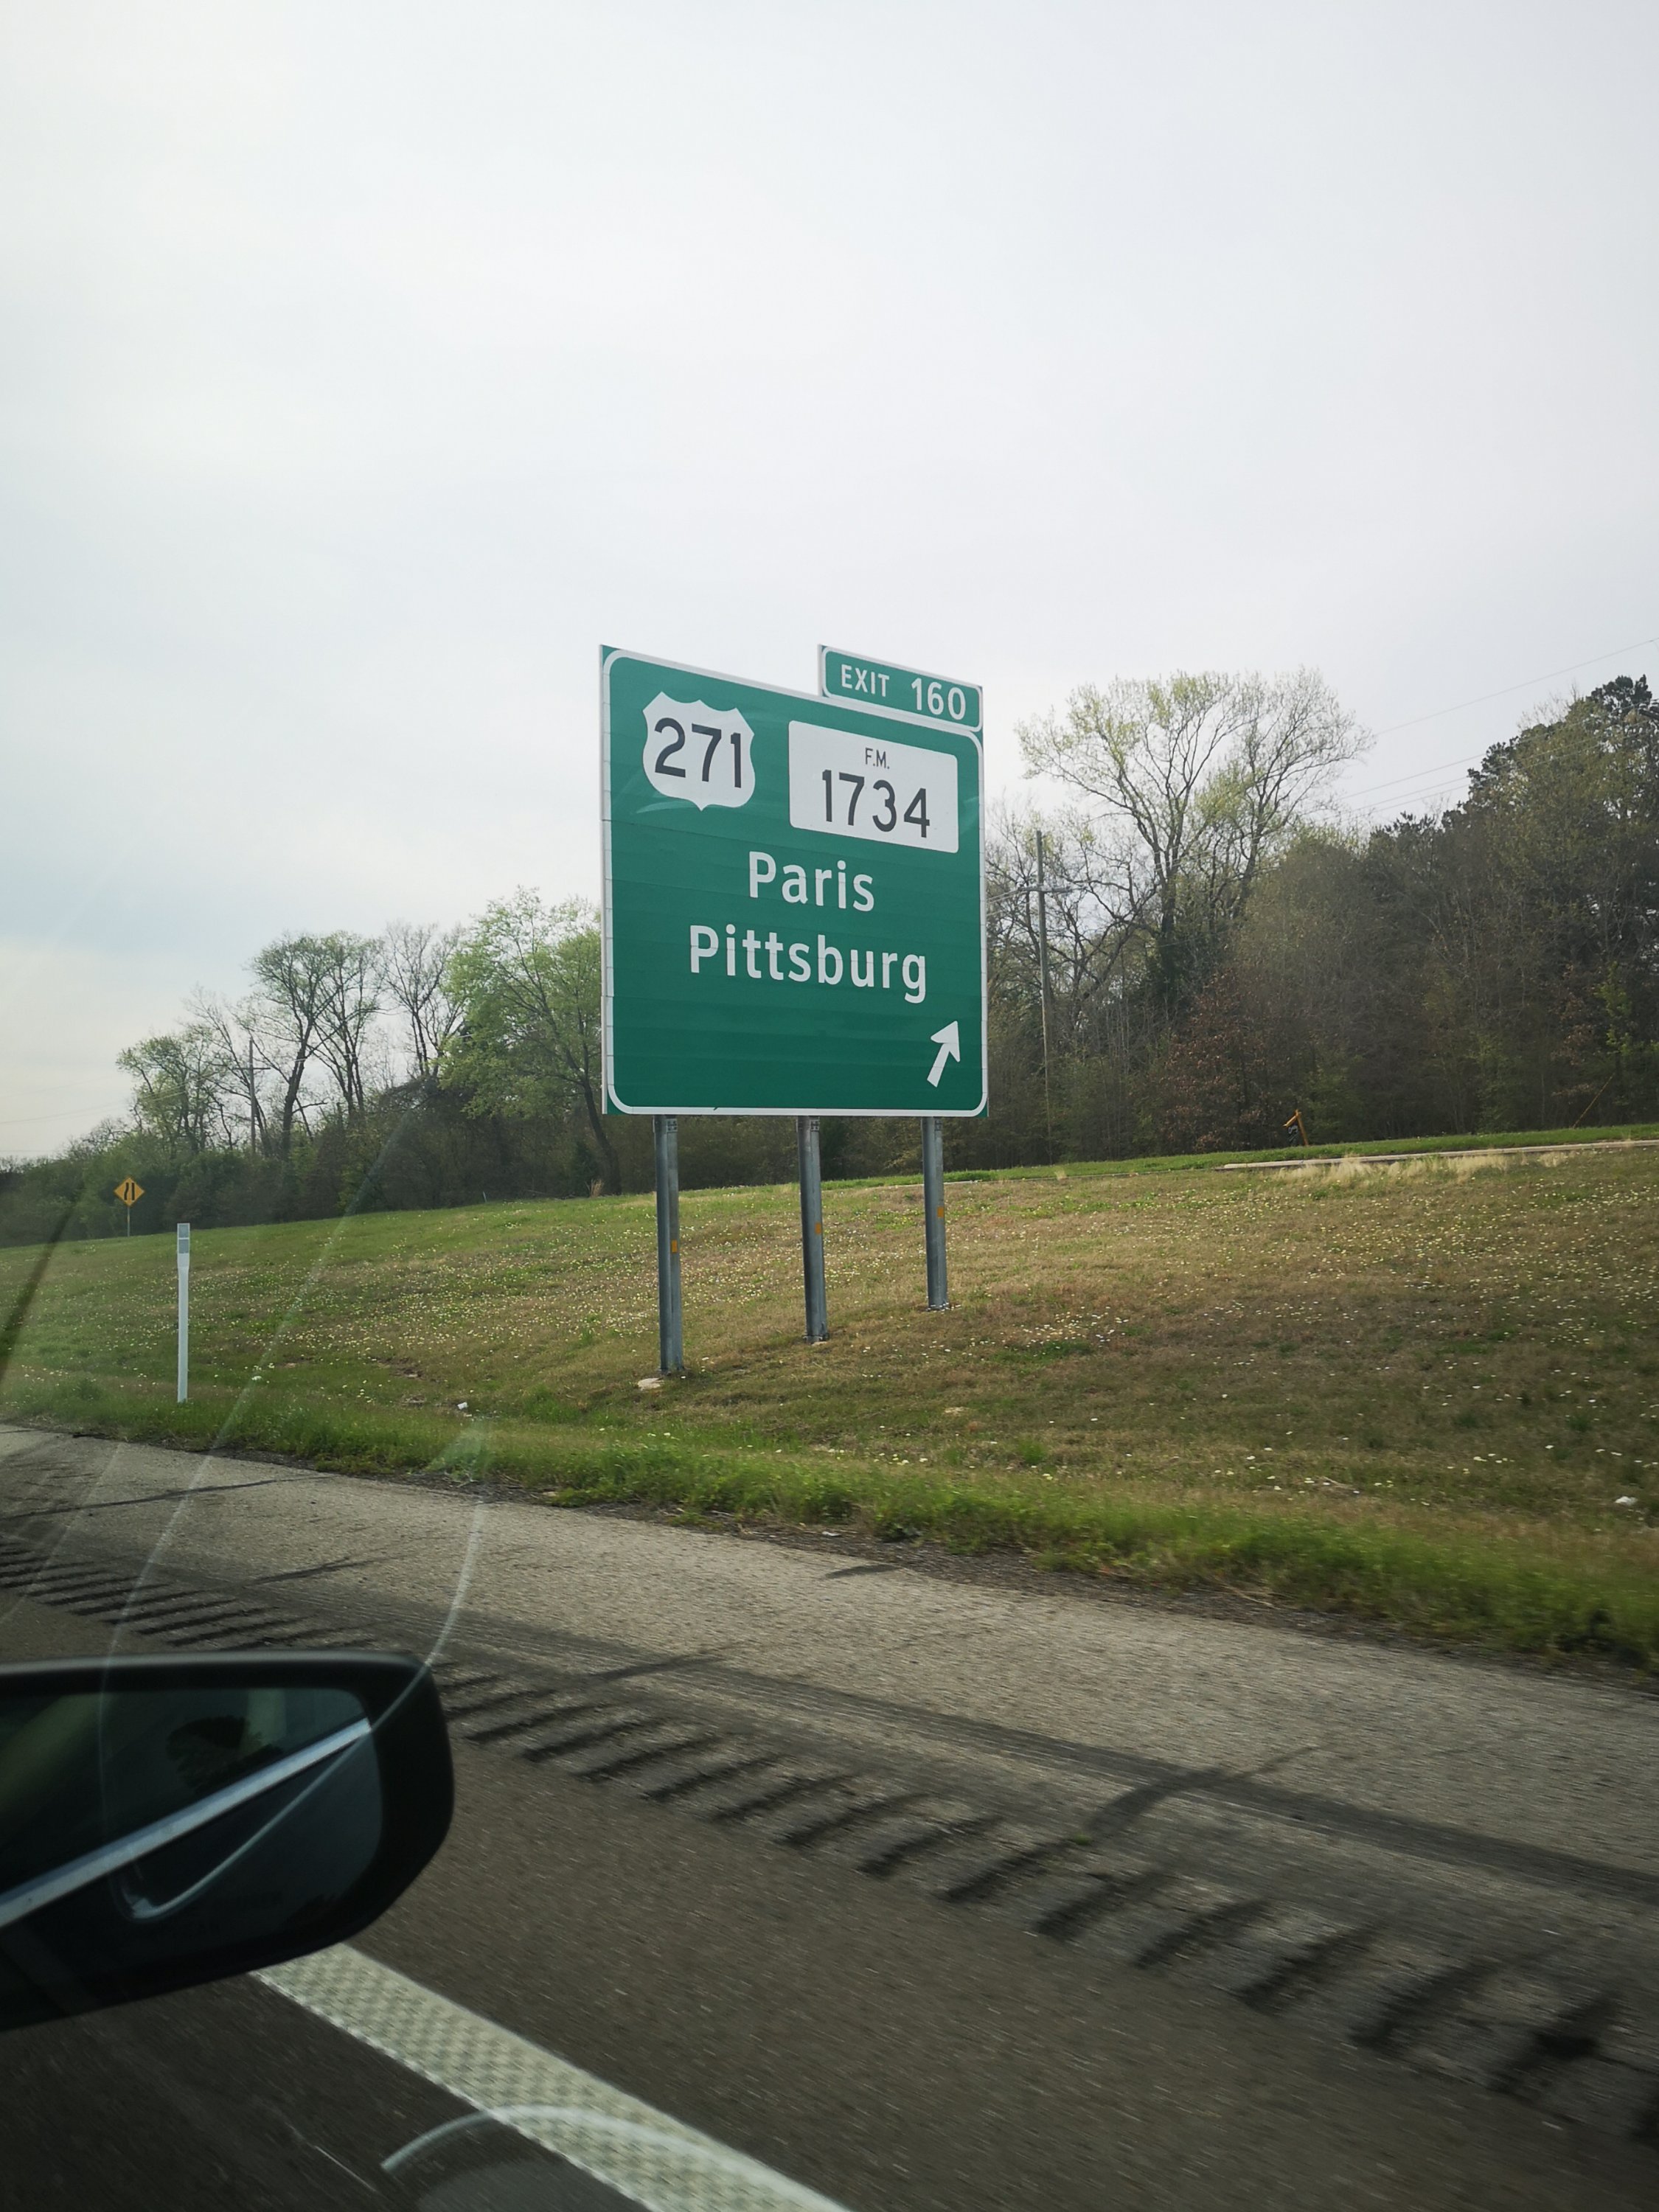 EXIT 160
271
F.M.
1734
Paris
Pittsburg